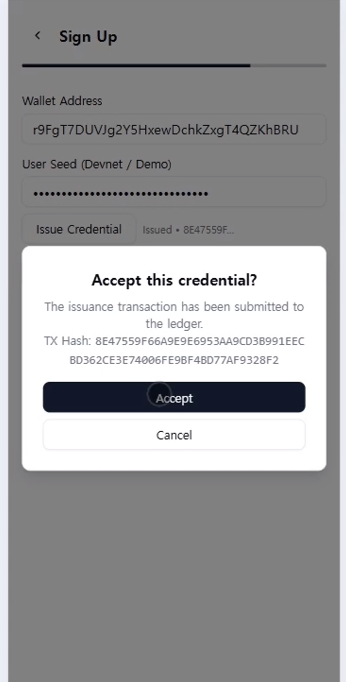 Sign Up
Wallet Address
r9FgT7DUVJg2Y5HxewDchkZxgT4QZKhBRU
User Seed (Devnet / Demo)
•••••••••••••••••••••••••••••••
Issue Credential Issued • 8E47559F...
Accept this credential?
The issuance transaction has been submitted to
the ledger.
TX Hash: 8E47559F66A9E9E6953AA9CD3B991EEC
BD362CE3E74006FE9BF4BD77AF9328F2
Accept
Cancel